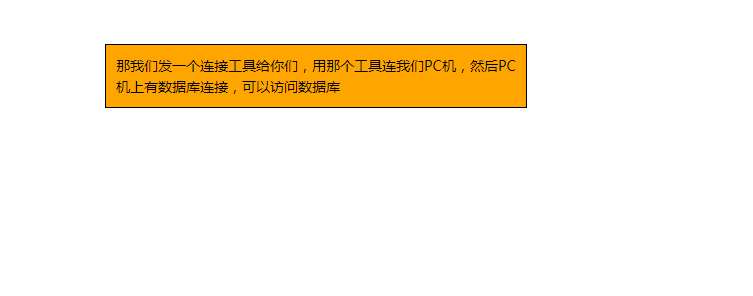 那我们发一个连接工具给你们，用那个工具连我们PC机，然后PC
机上有数据库连接，可以访问数据库